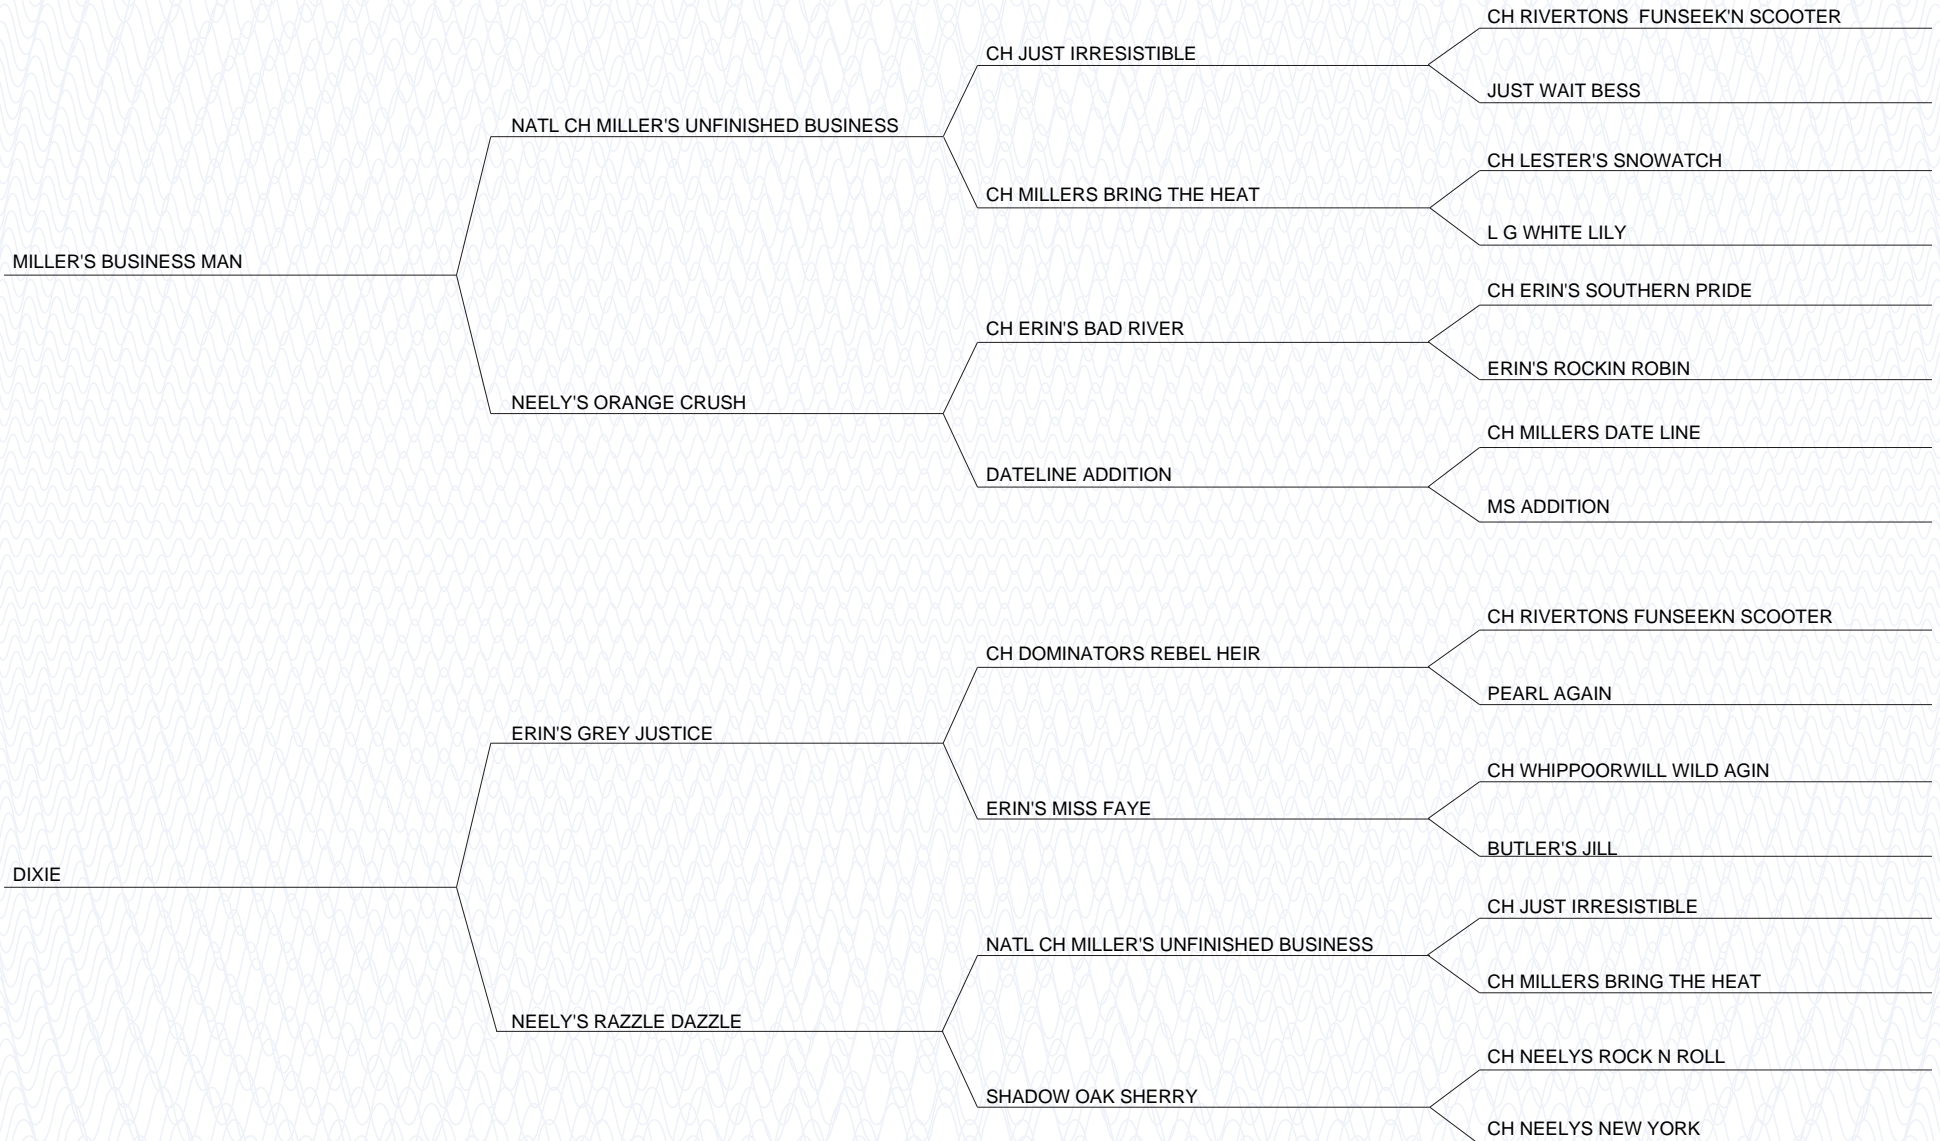 CH RIVERTONS  FUNSEEK'N SCOOTER
CH JUST IRRESISTIBLE
JUST WAIT BESS
NATL CH MILLER'S UNFINISHED BUSINESS
CH LESTER'S SNOWATCH
CH MILLERS BRING THE HEAT
L G WHITE LILY
MILLER'S BUSINESS MAN
CH ERIN'S SOUTHERN PRIDE
CH ERIN'S BAD RIVER
ERIN'S ROCKIN ROBIN
NEELY'S ORANGE CRUSH
CH MILLERS DATE LINE
DATELINE ADDITION
MS ADDITION
CH RIVERTONS FUNSEEKN SCOOTER
CH DOMINATORS REBEL HEIR
PEARL AGAIN
ERIN'S GREY JUSTICE
CH WHIPPOORWILL WILD AGIN
ERIN'S MISS FAYE
BUTLER'S JILL
DIXIE
CH JUST IRRESISTIBLE
NATL CH MILLER'S UNFINISHED BUSINESS
CH MILLERS BRING THE HEAT
NEELY'S RAZZLE DAZZLE
CH NEELYS ROCK N ROLL
SHADOW OAK SHERRY
CH NEELYS NEW YORK